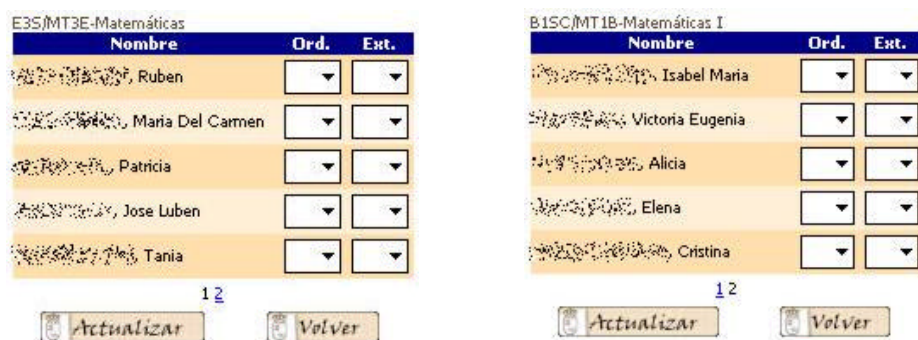 E3S/MT3E-Matemáticas
Nombre Ord. Ext.
, Ruben
, Maria Del Carmen
, Patricia
, Jose Luben
, Tania
1 2
Actualizar Volver
B1SC/MT1B-Matemáticas I
Nombre Ord. Ext.
, Isabel Maria
, Victoria Eugenia
, Alicia
, Elena
, Cristina
1 2
Actualizar Volver